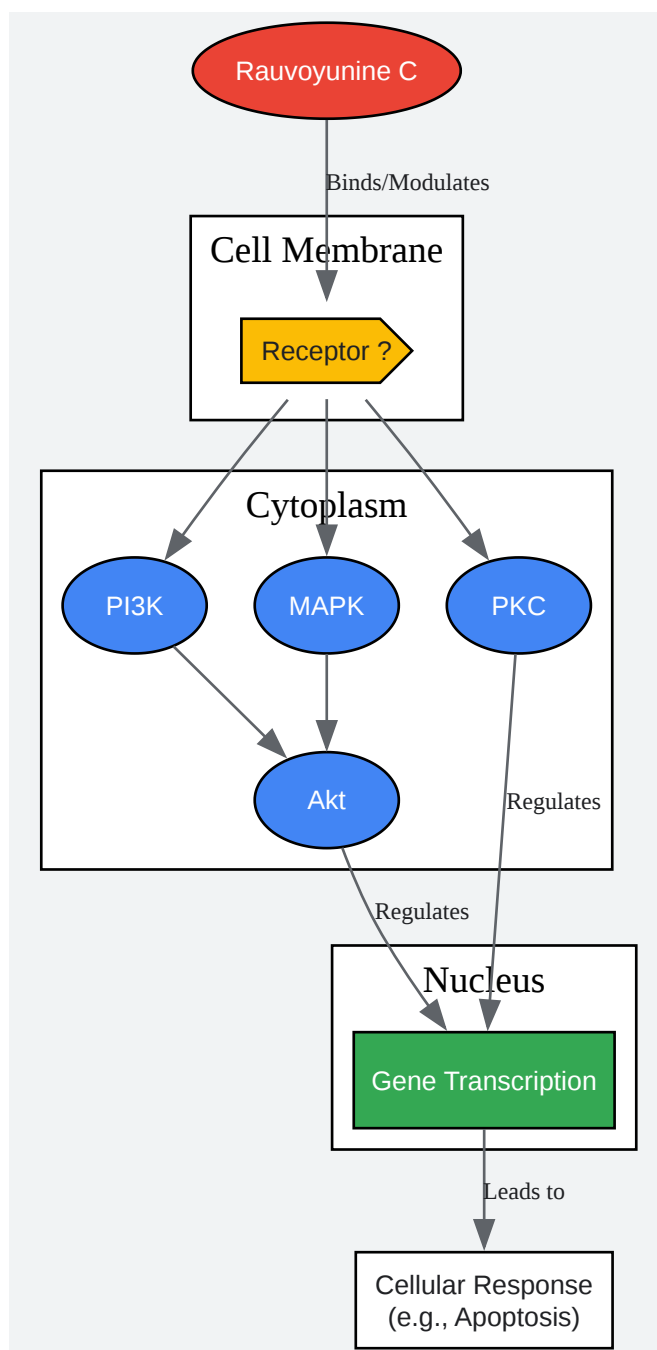 Rauvoyunine C
Binds/Modulates
Cell Membrane
Receptor ?
Cytoplasm
PI3K
MAPK
PKC
Akt
Regulates
Regulates
Nucleus
Gene Transcription
Leads to
Cellular Response
(e.g., Apoptosis)